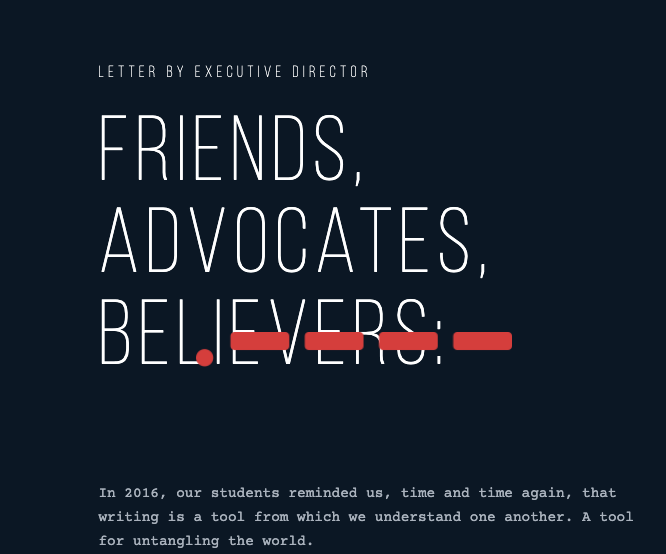 LETTER BY EXECUTIVE DIRECTOR
FRIENDS,
ADVOCATES,
BELIEVERS:
In 2016, our students reminded us, time and time again, that
writing is a tool from which we understand one another. A tool
for untangling the world.